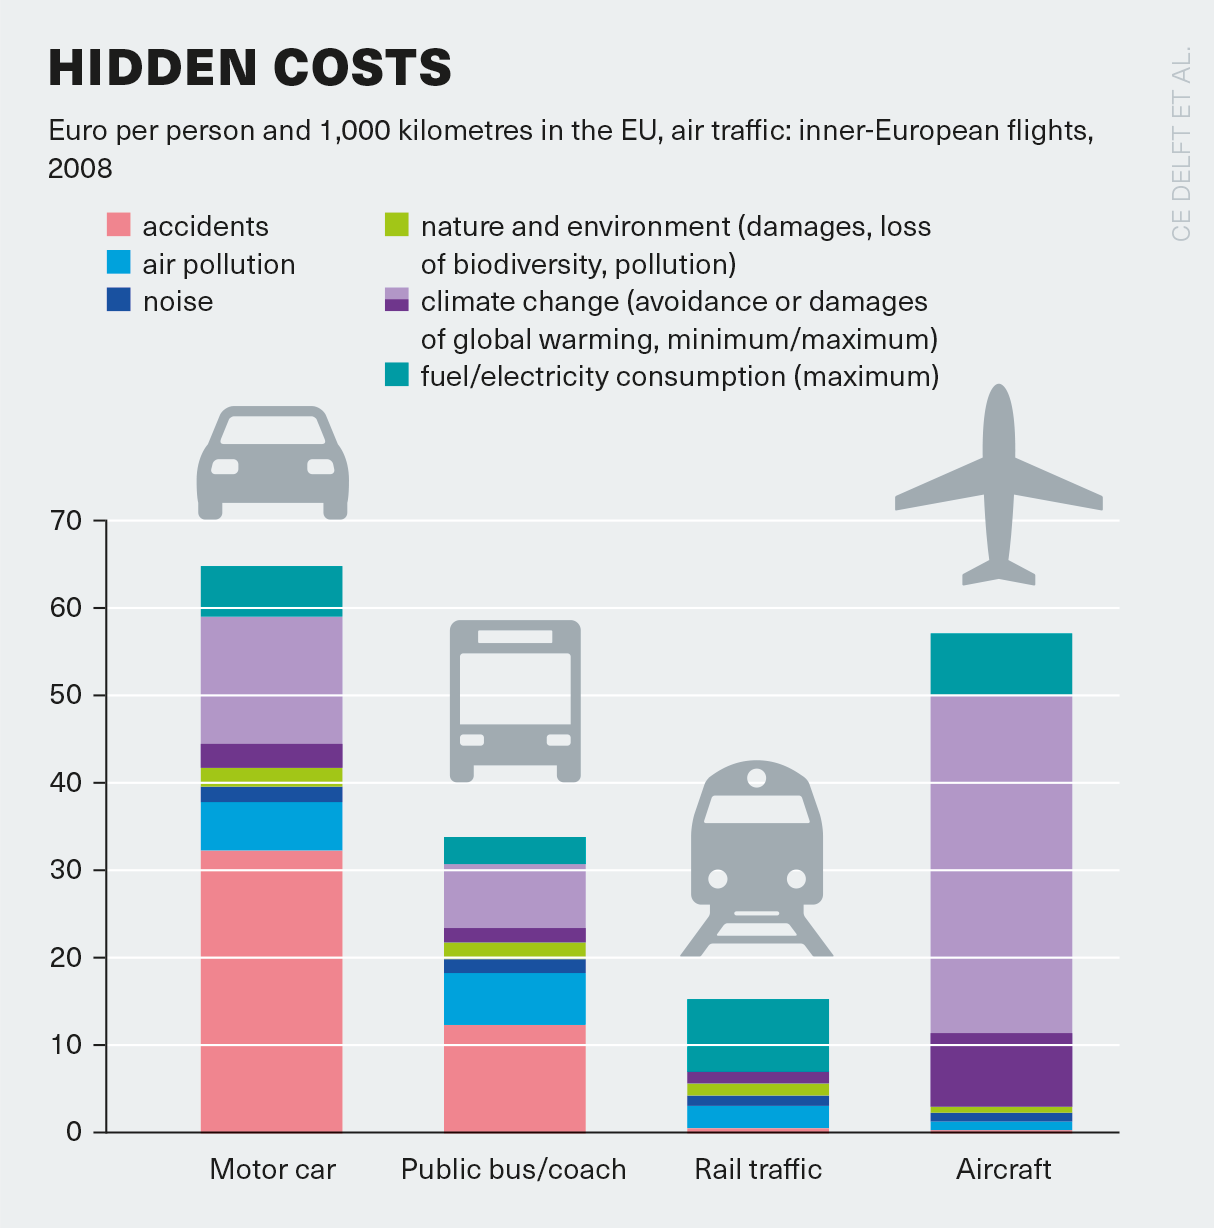 HIDDEN COSTS
Euro per person and 1,000 kilometres in the EU, air traffic: inner-European flights,
2008
CE DELFT ET AL.
accidents
air pollution
noise
nature and environment (damages, loss
of biodiversity, pollution)
climate change (avoidance or damages
of global warming, minimum/maximum)
fuel/electricity consumption (maximum)
70
60
50
40
30
20
10
0
Motor car
Public bus/coach
Rail traffic
Aircraft